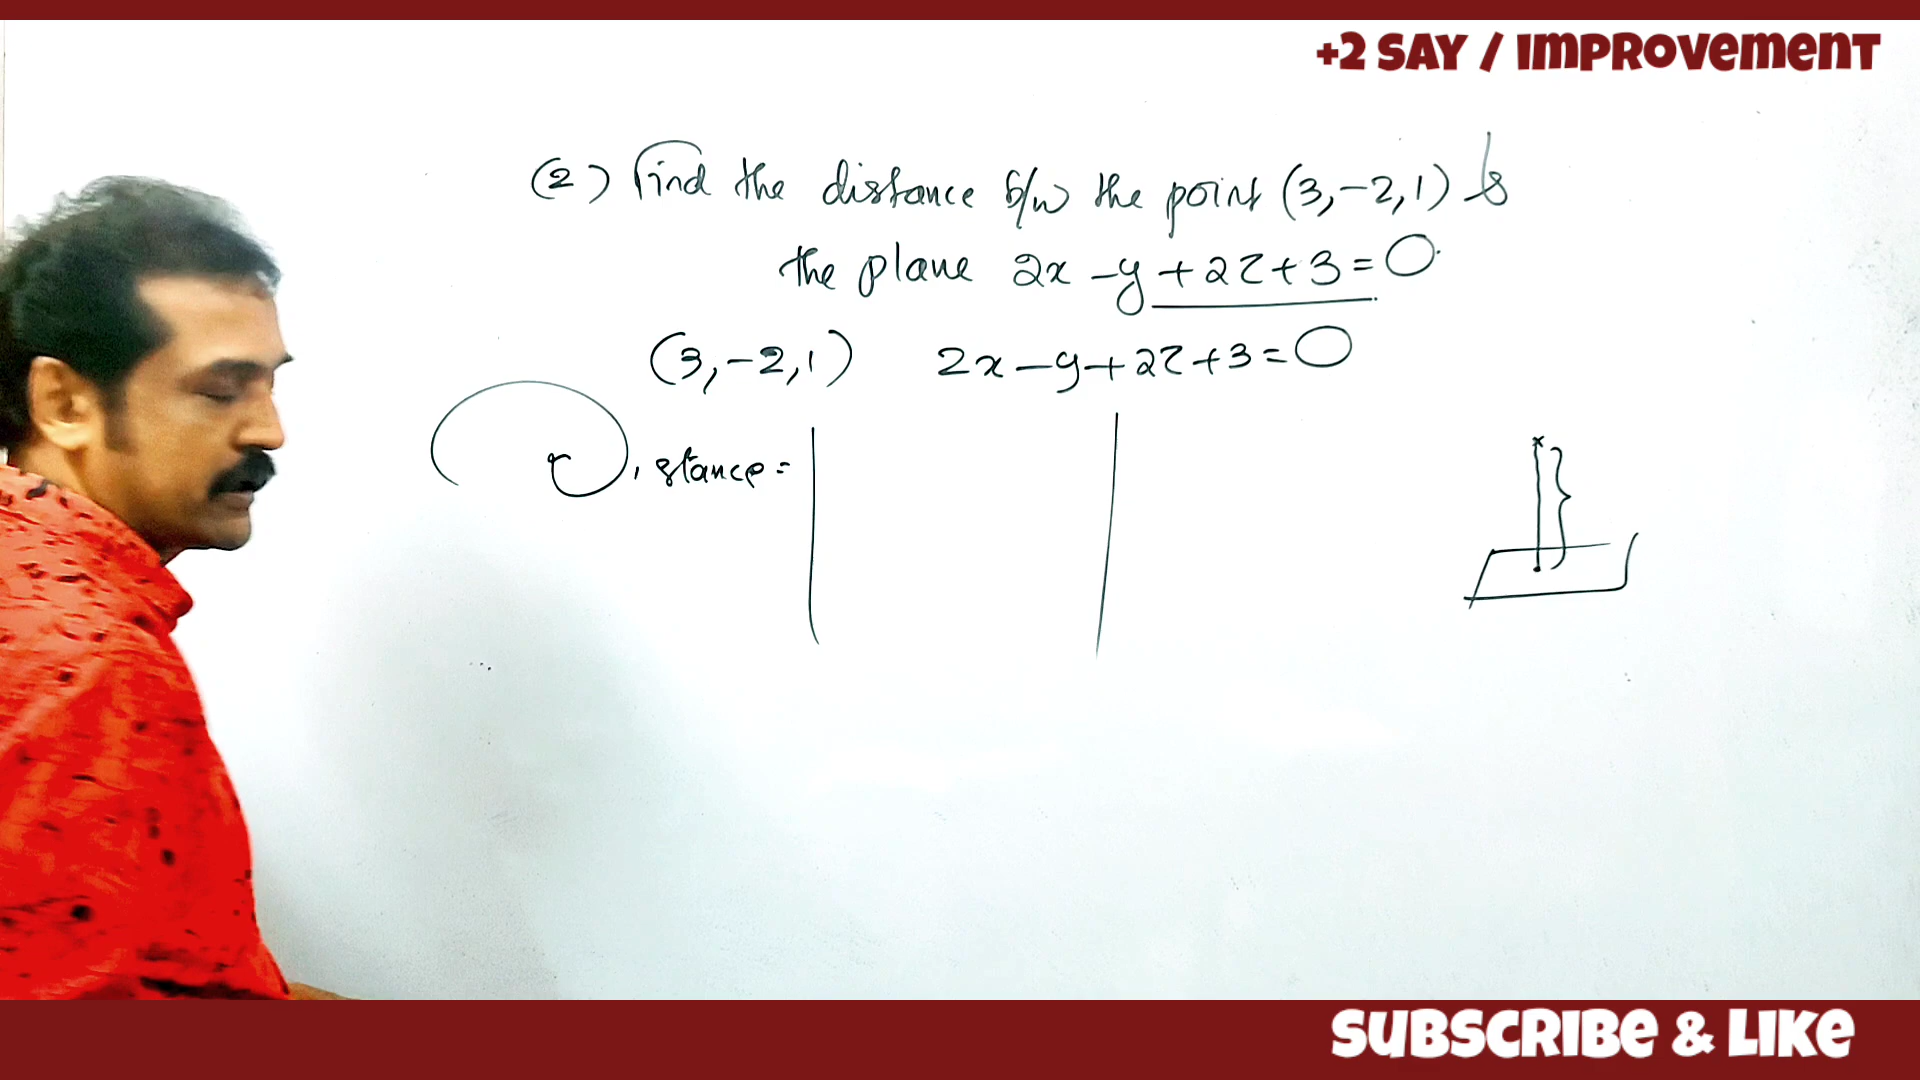 +2 SAY / IMPROVEMENT
(2) Find the distance b/w the point (3,-2,1) &
the plane 2x -y +2z+3=0
(3,-2,1) 2x-y+2z+3=0
Distance =
SUBSCRIBE & LIKE